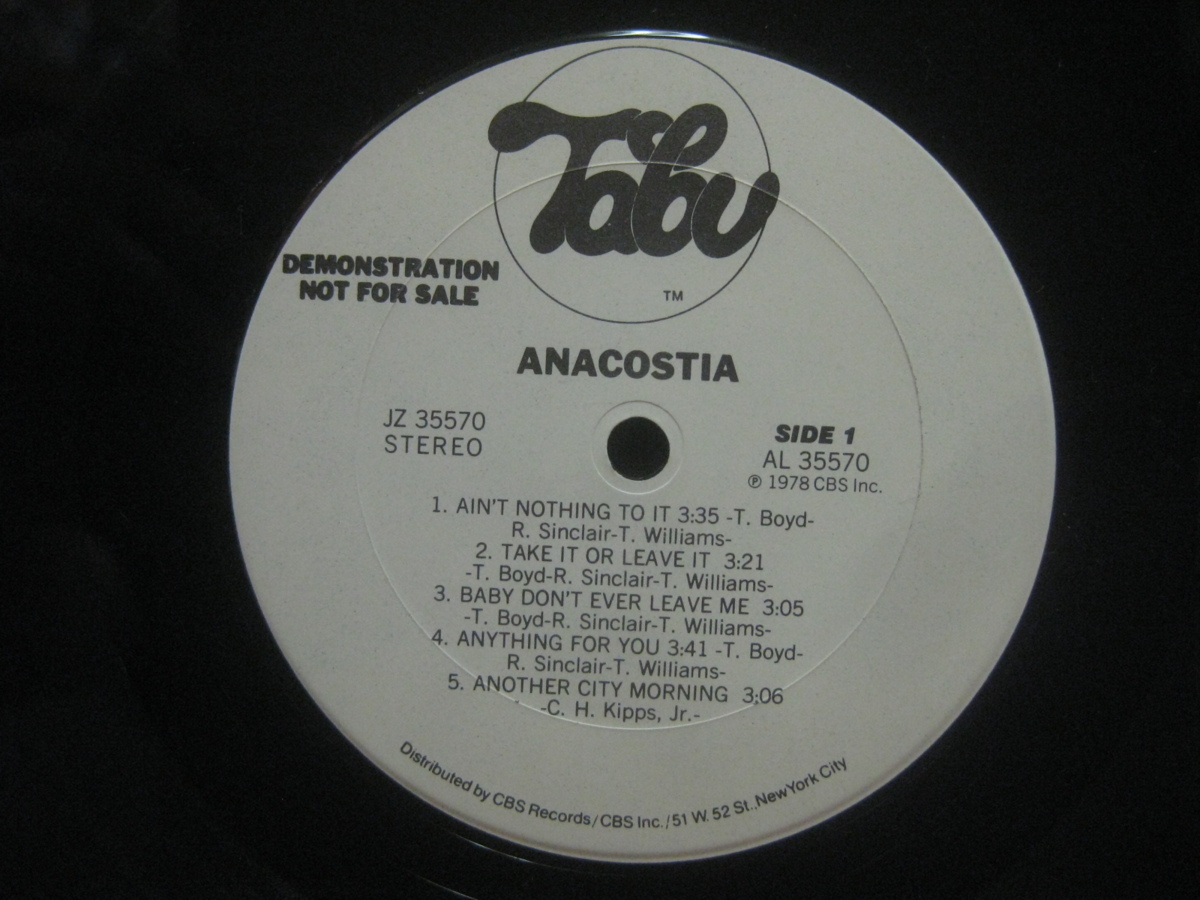 Tabu
TM
DEMONSTRATION
NOT FOR SALE
ANACOSTIA
JZ 35570
STEREO
SIDE 1
AL 35570
℗ 1978 CBS Inc.
1. AIN'T NOTHING TO IT 3:35 -T. Boyd-
R. Sinclair-T. Williams-
2. TAKE IT OR LEAVE IT 3:21
-T. Boyd-R. Sinclair-T. Williams-
3. BABY DON'T EVER LEAVE ME 3:05
-T. Boyd-R. Sinclair-T. Williams-
4. ANYTHING FOR YOU 3:41 -T. Boyd-
R. Sinclair-T. Williams-
5. ANOTHER CITY MORNING 3:06
-C. H. Kipps, Jr.-
Distributed by CBS Records/CBS Inc./51 W. 52 St., New York City